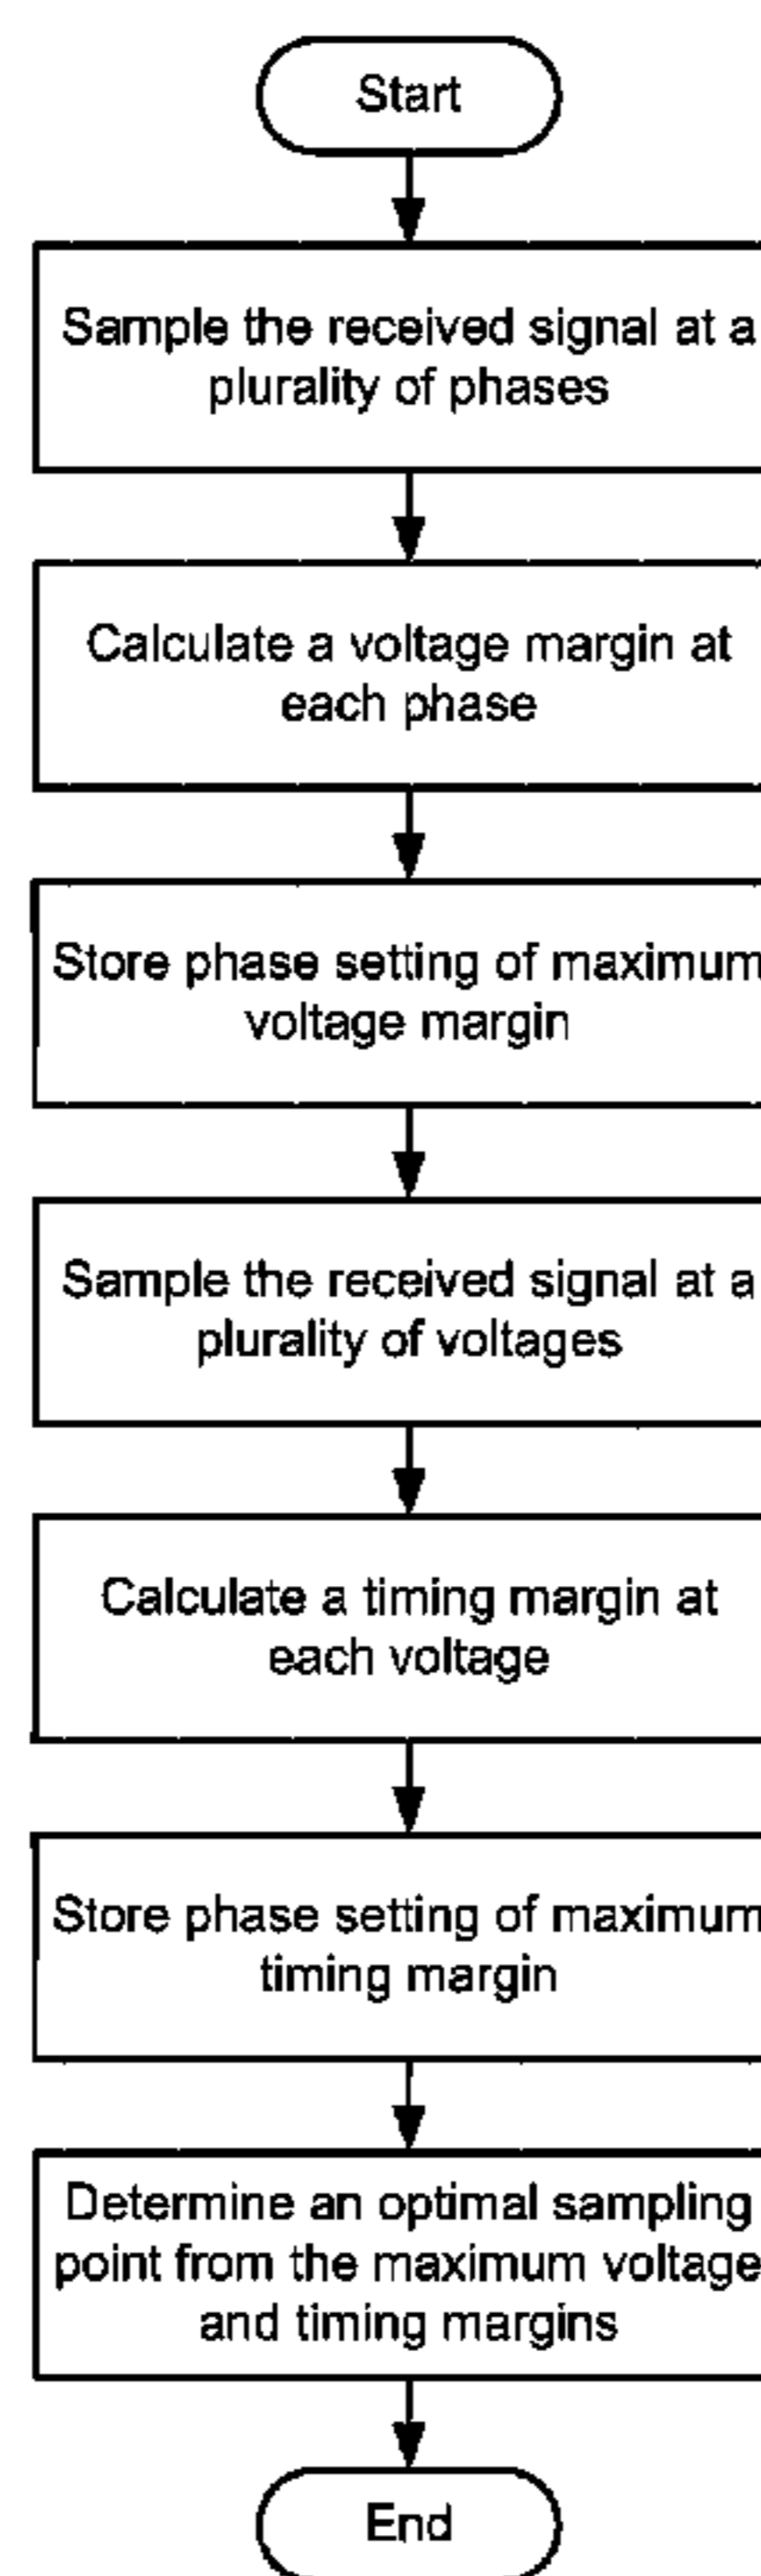 Start
Sample the received signal at a
plurality of phases
Calculate a voltage margin at
each phase
Store phase setting of maximum
voltage margin
Sample the received signal at a
plurality of voltages
Calculate a timing margin at
each voltage
Store phase setting of maximum
timing margin
Determine an optimal sampling
point from the maximum voltage
and timing margins
End